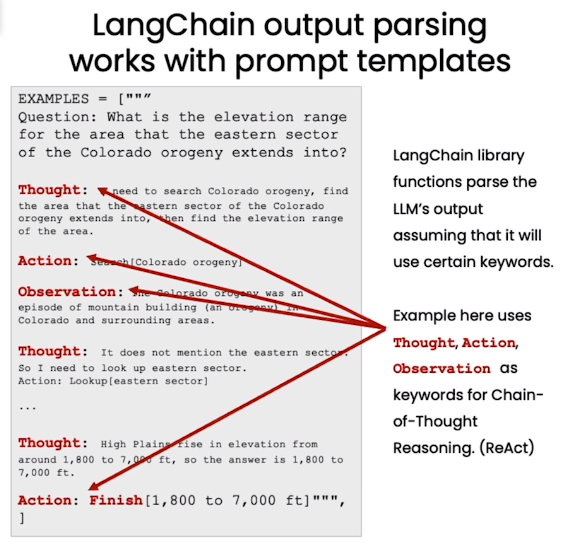 LangChain output parsing
works with prompt templates
EXAMPLES = ["""
Question: What is the elevation range
for the area that the eastern sector
of the Colorado orogeny extends into?
Thought: need to search Colorado orogeny, find
the area that the eastern sector of the Colorado
orogeny extends into, then find the elevation range
of the area.
Action: Search[Colorado orogeny]
Observation: The Colorado orogeny was an
episode of mountain building (an orogeny) in
Colorado and surrounding areas.
Thought: It does not mention the eastern sector.
So I need to look up eastern sector.
Action: Lookup[eastern sector]
...
Thought: High Plains rise in elevation from
around 1,800 to 7,000 ft, so the answer is 1,800 to
7,000 ft.
Action: Finish[1,800 to 7,000 ft]""",
]
LangChain library
functions parse the
LLM's output
assuming that it will
use certain keywords.
Example here uses
Thought, Action,
Observation as
keywords for Chain-
of-Thought
Reasoning. (ReAct)